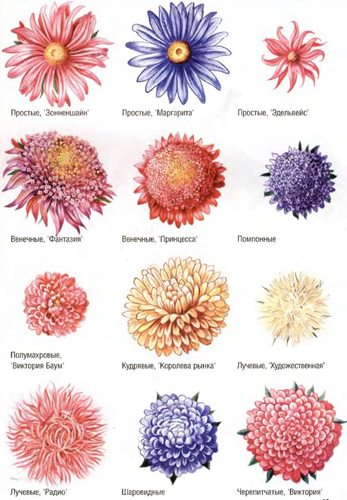 Простые, 'Зонненшайн'
Простые, 'Маргарита'
Простые, 'Эдельвейс'
Венечные, 'Фантазия'
Венечные, 'Принцесса'
Помпонные
Полумахровые,
'Виктория Баум'
Кудрявые, 'Королева рынка'
Лучевые, 'Художественная"
Лучевые, 'Радио'
Шаровидные
Черепитчатые, 'Виктория'